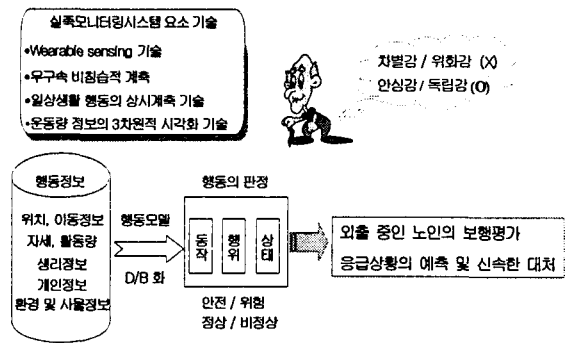 실족모니터링시스템 요소 기술
•Wearable sensing 기술
•무구속 비침습적 계측
•일상생활 행동의 상시계측 기술
•운동량 정보의 3차원적 시각화 기술
차별감 / 위화감 (X)
안심감 / 독립감 (O)
행동정보
위치, 이동정보
자세, 활동량
생리정보
개인정보
환경 및 사물정보
행동모델
D/B 화
행동의 판정
동작
행위
상태
안전 / 위험
정상 / 비정상
외출 중인 노인의 보행평가
응급상황의 예측 및 신속한 대처